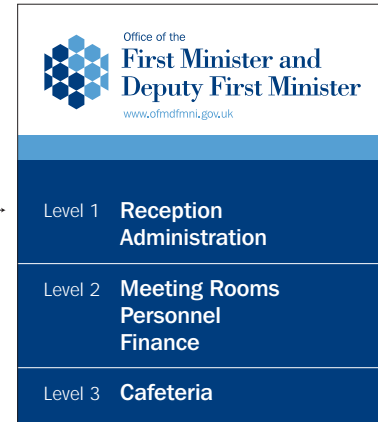 Office of the
First Minister and
Deputy First Minister
www.ofmdfmni.gov.uk
Level 1 Reception
Administration
Level 2 Meeting Rooms
Personnel
Finance
Level 3 Cafeteria